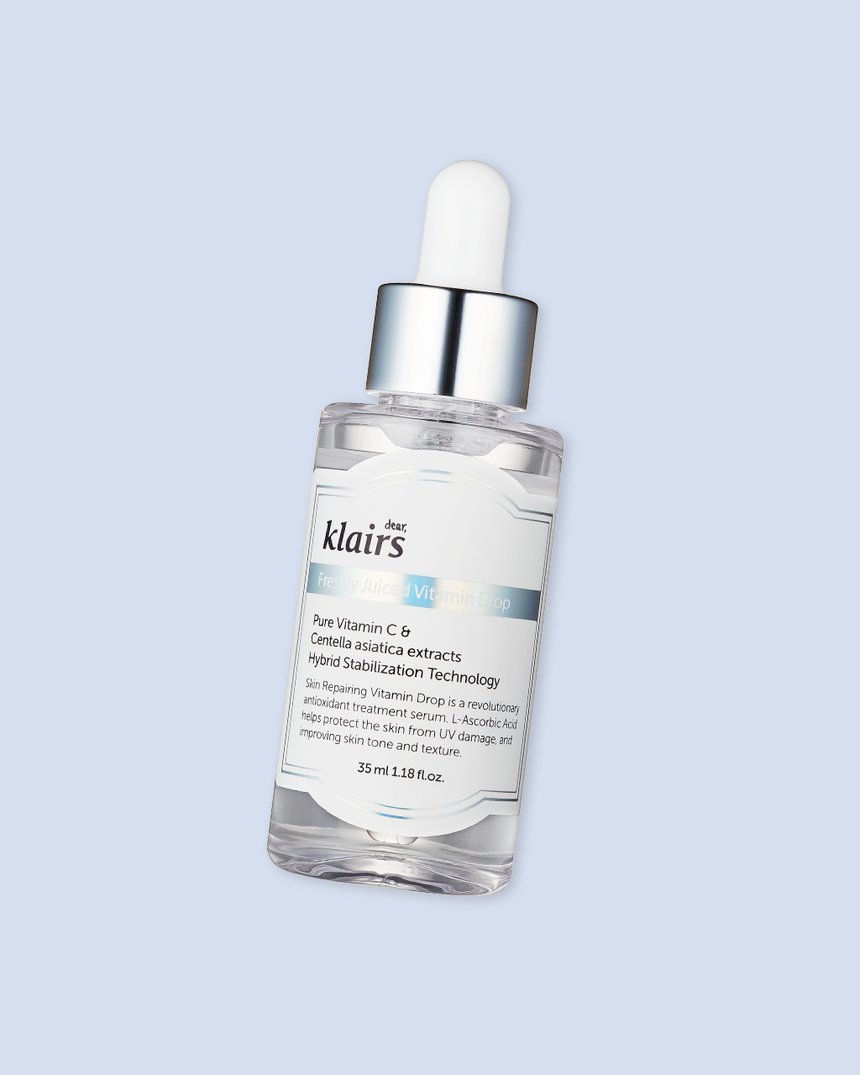 dear,
klairs
Freshly Juiced Vitamin Drop
Pure Vitamin C &
Centella asiatica extracts
Hybrid Stabilization Technology
Skin Repairing Vitamin Drop is a revolutionary
antioxidant treatment serum. L-Ascorbic Acid
helps protect the skin from UV damage, and
improving skin tone and texture.
35 ml 1.18 fl.oz.